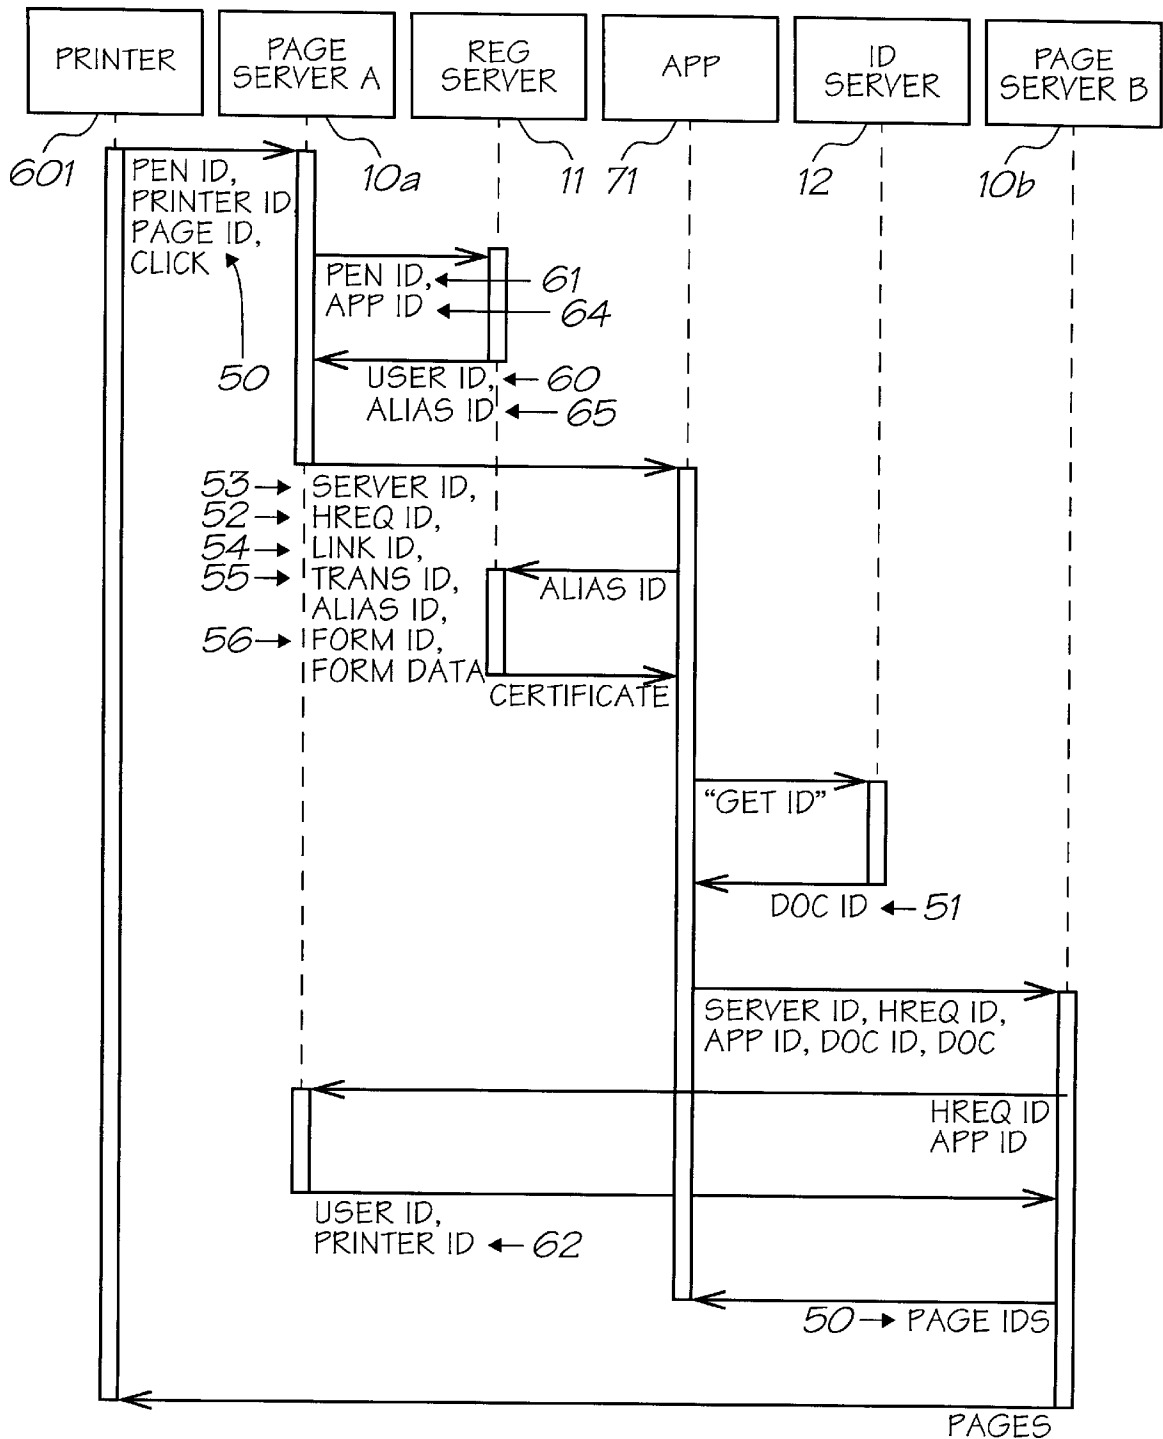 PRINTER
PAGE
SERVER A
REG
SERVER
APP
ID
SERVER
PAGE
SERVER B
601
10a
11
71
12
10b
PEN ID,
PRINTER ID
PAGE ID,
CLICK
50
PEN ID, 61
APP ID 64
USER ID, 60
ALIAS ID 65
53 SERVER ID,
52 HREQ ID,
54 LINK ID,
55 TRANS ID,
ALIAS ID,
56 FORM ID,
FORM DATA
ALIAS ID
CERTIFICATE
"GET ID"
DOC ID 51
SERVER ID, HREQ ID,
APP ID, DOC ID, DOC
HREQ ID
APP ID
USER ID,
PRINTER ID 62
50 PAGE IDS
PAGES